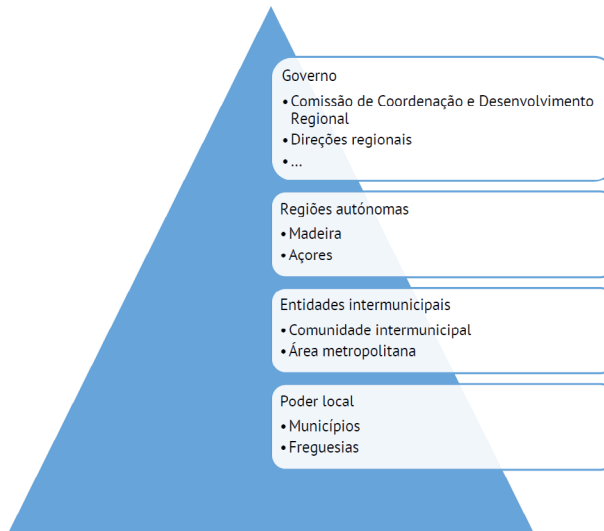 Governo
• Comissão de Coordenação e Desenvolvimento
Regional
• Direções regionais
• ...
Regiões autónomas
• Madeira
• Açores
Entidades intermunicipais
• Comunidade intermunicipal
• Área metropolitana
Poder local
• Municípios
• Freguesias